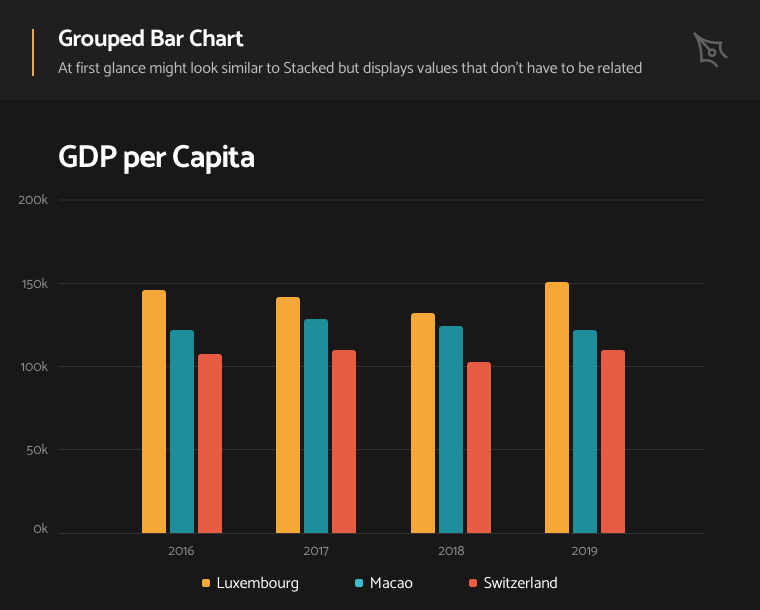 Grouped Bar Chart
At first glance might look similar to Stacked but displays values that don't have to be related
GDP per Capita
200k
150k
100k
50k
0k
2016 2017 2018 2019
Luxembourg Macao Switzerland